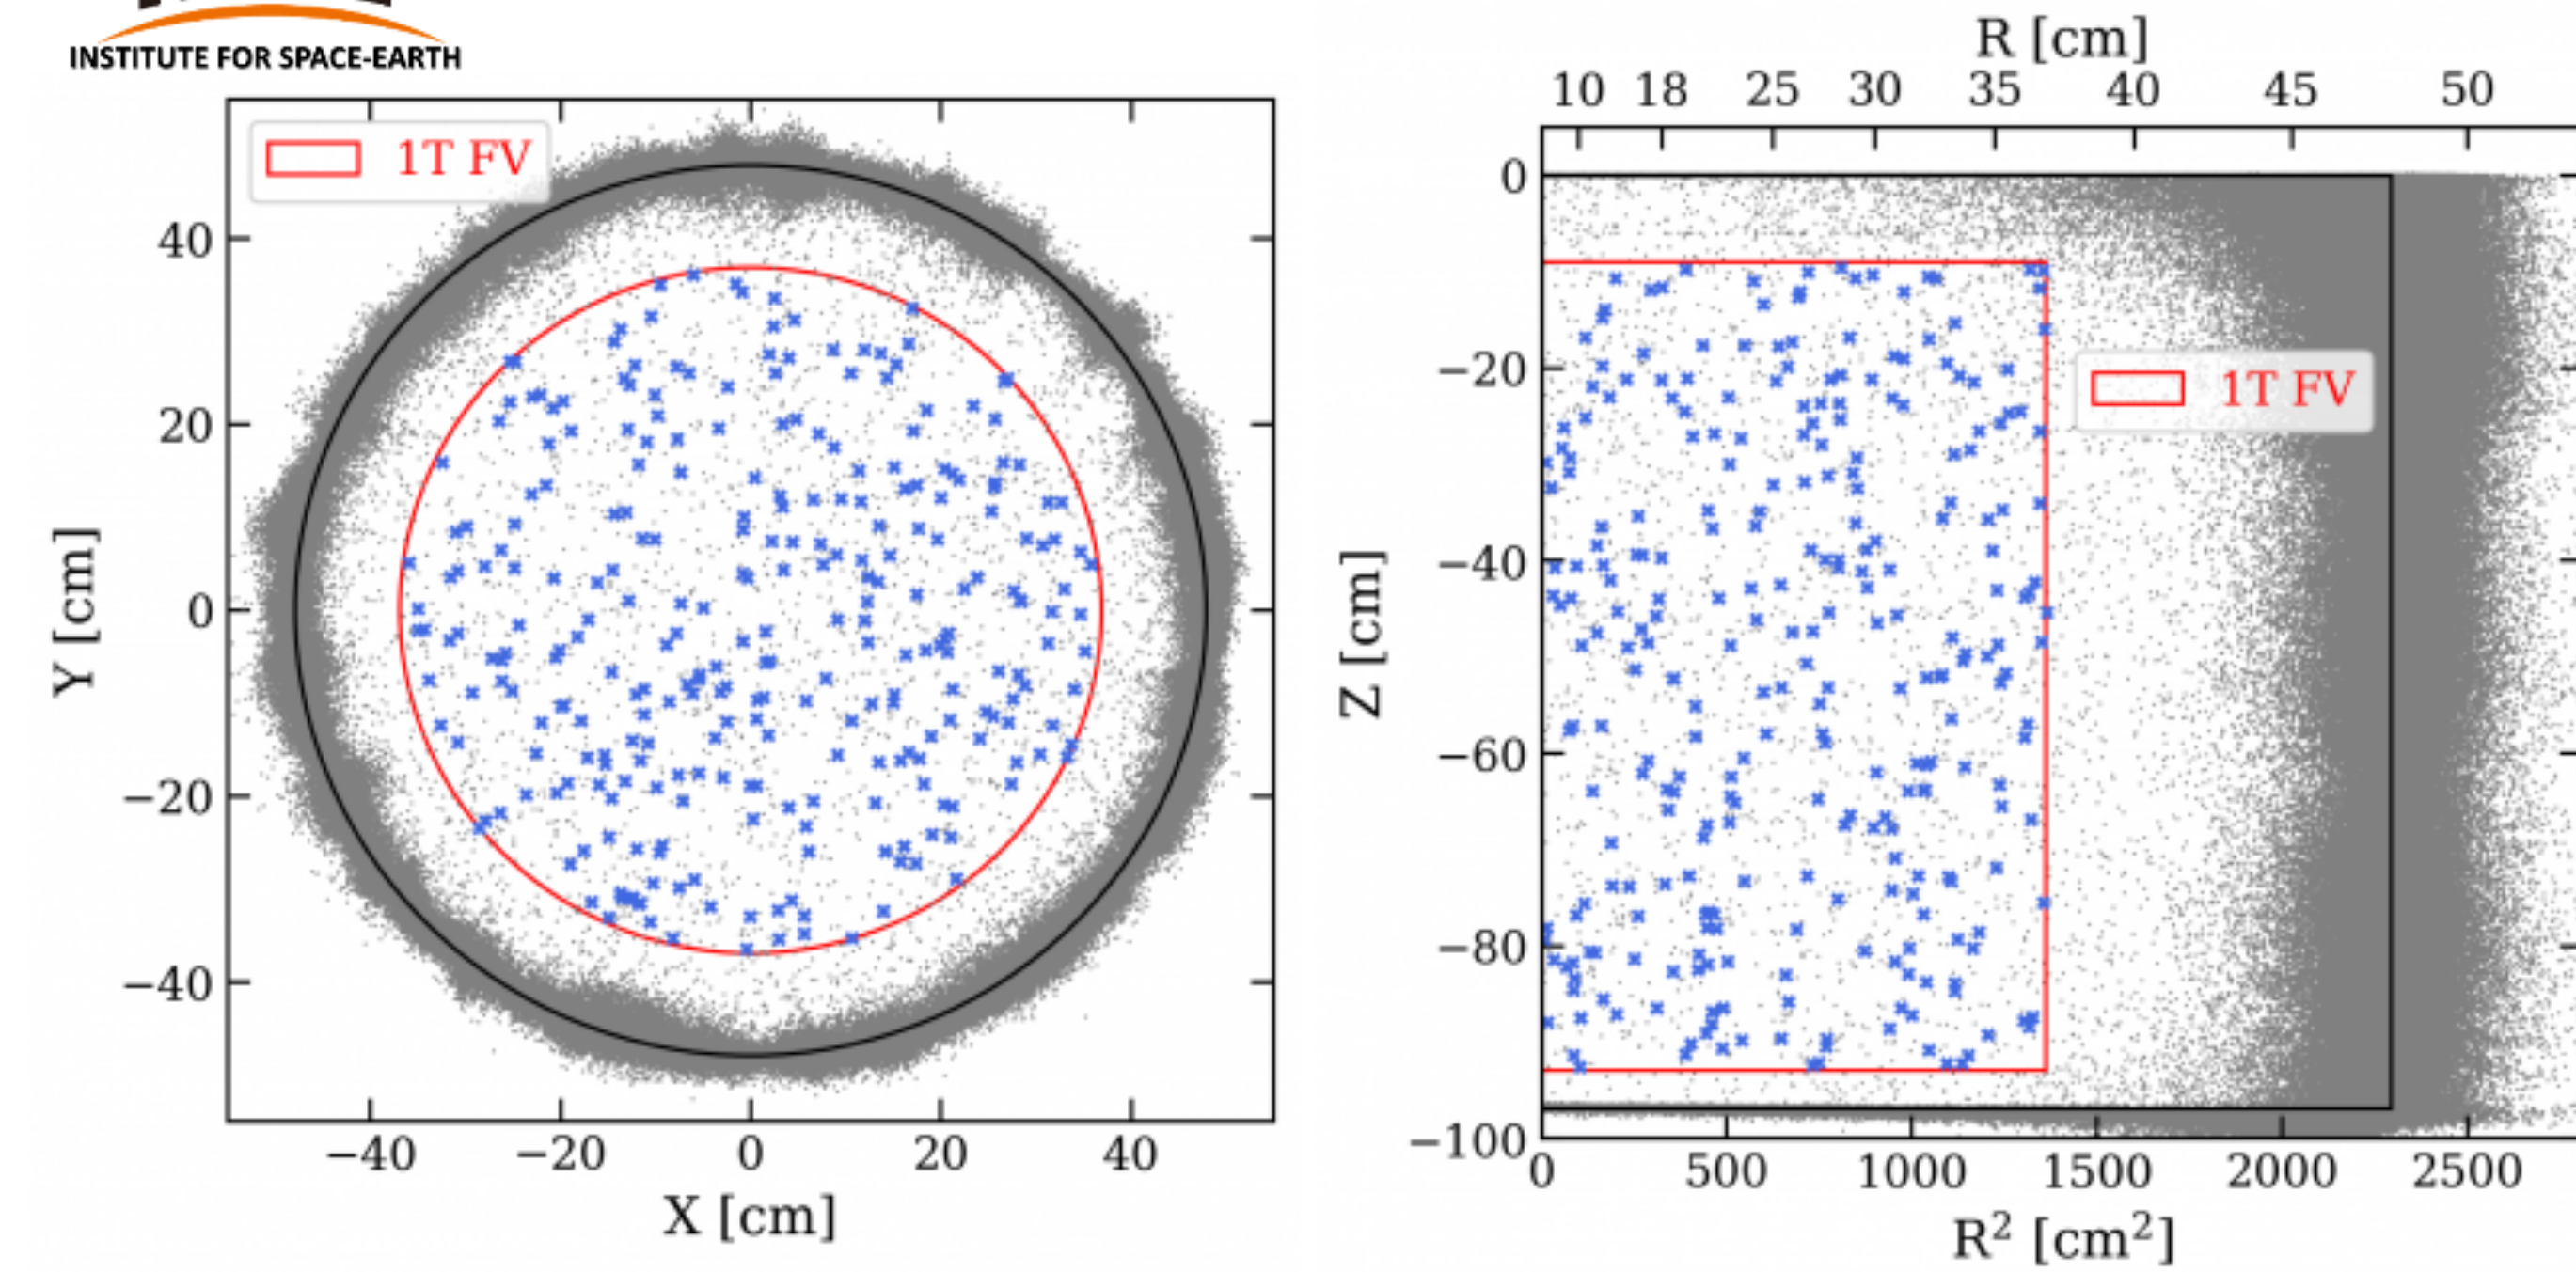 INSTITUTE FOR SPACE-EARTH
1T FV
40
20
0
−20
−40
Y [cm]
−40 −20 0 20 40
X [cm]
R [cm]
10 18 25 30 35 40 45 50
0
−20
−40
−60
−80
−100
Z [cm]
1T FV
0 500 1000 1500 2000 2500
R² [cm²]